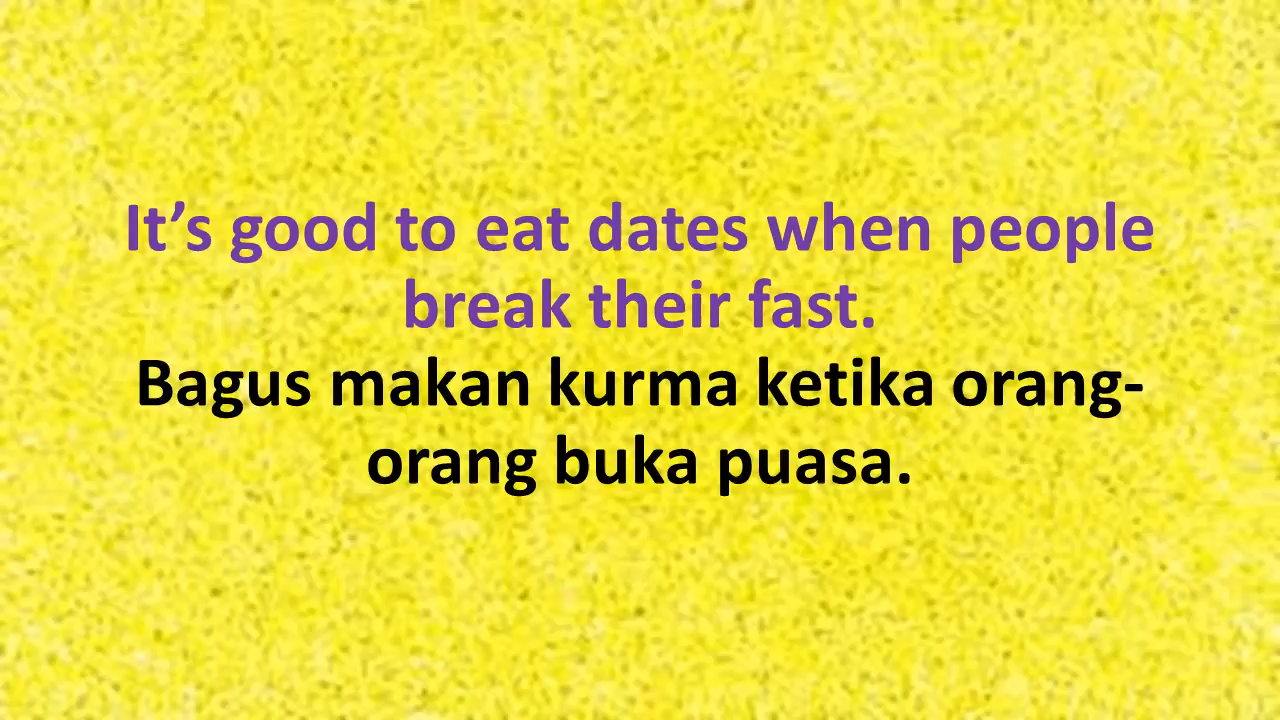 It’s good to eat dates when people
break their fast.
Bagus makan kurma ketika orang-
orang buka puasa.